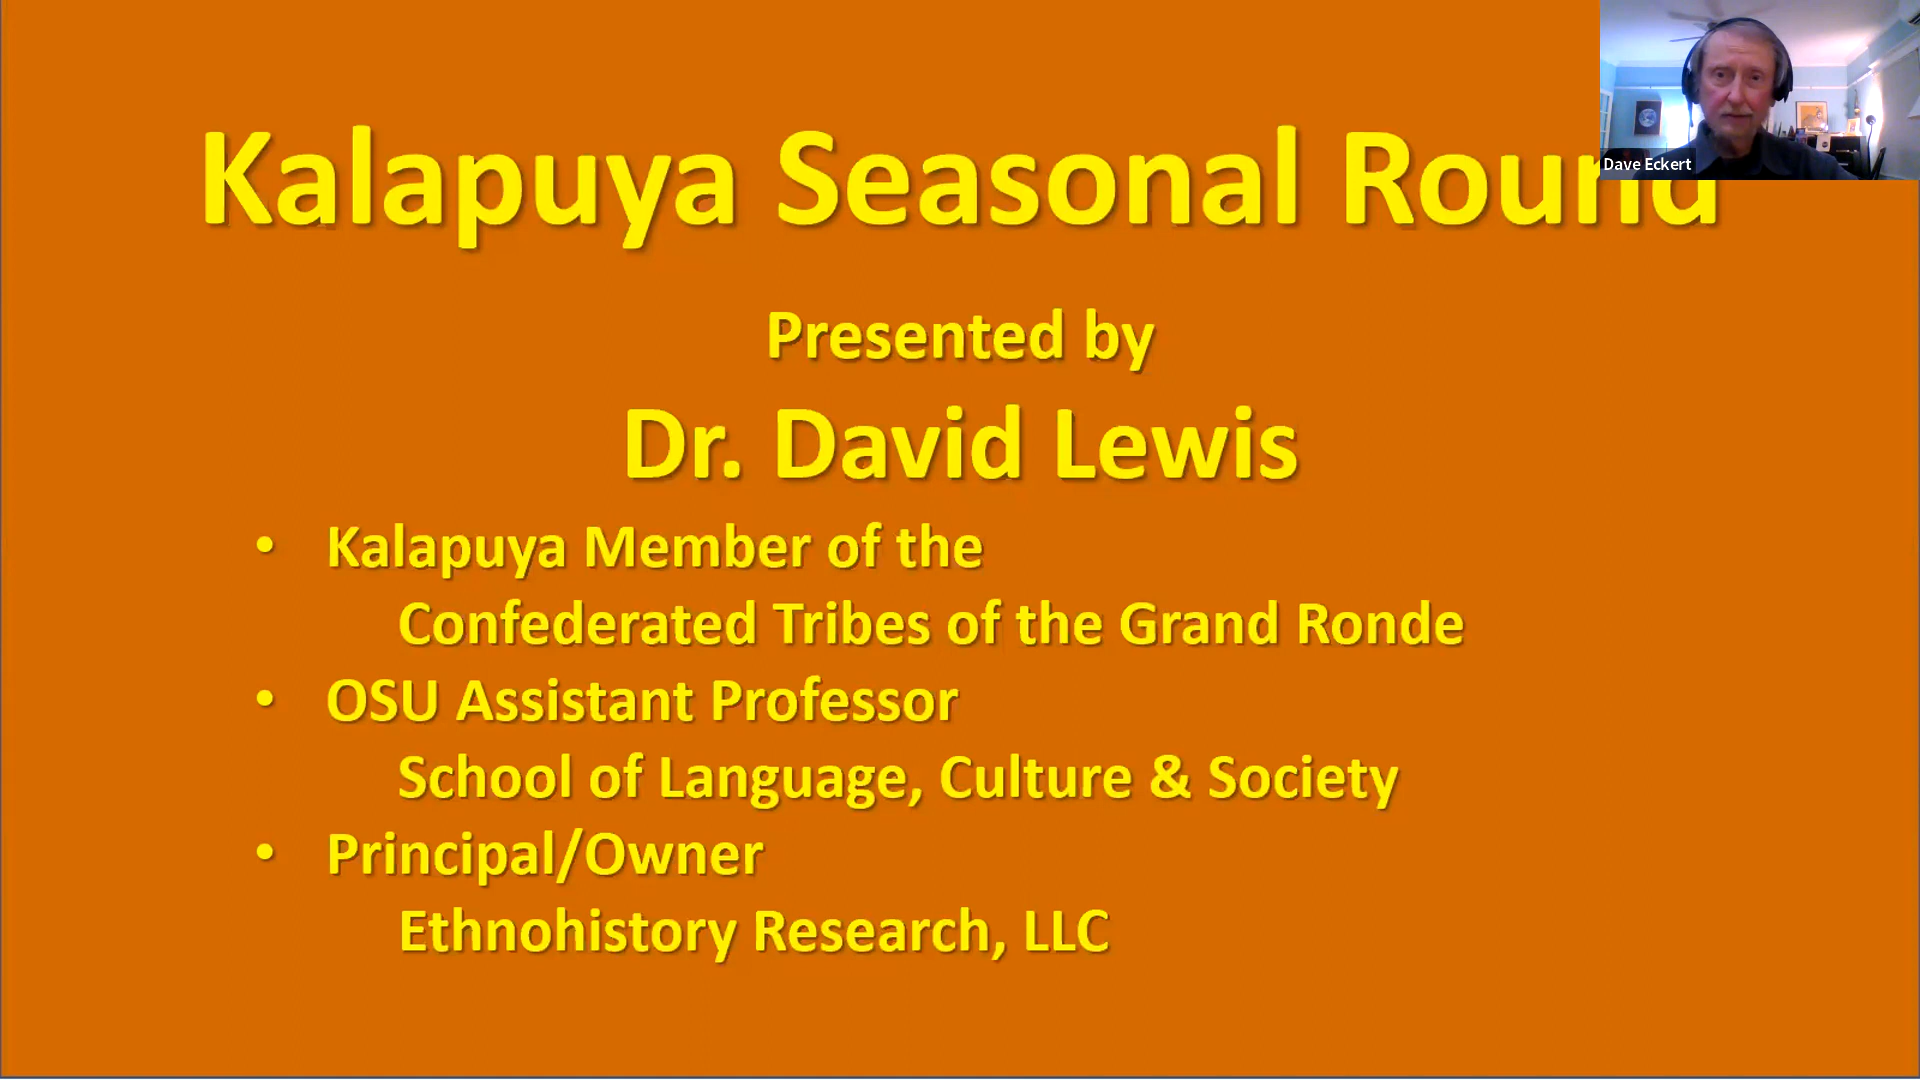 Kalapuya Seasonal Round
Dave Eckert
Presented by
Dr. David Lewis
• Kalapuya Member of the
Confederated Tribes of the Grand Ronde
• OSU Assistant Professor
School of Language, Culture & Society
• Principal/Owner
Ethnohistory Research, LLC